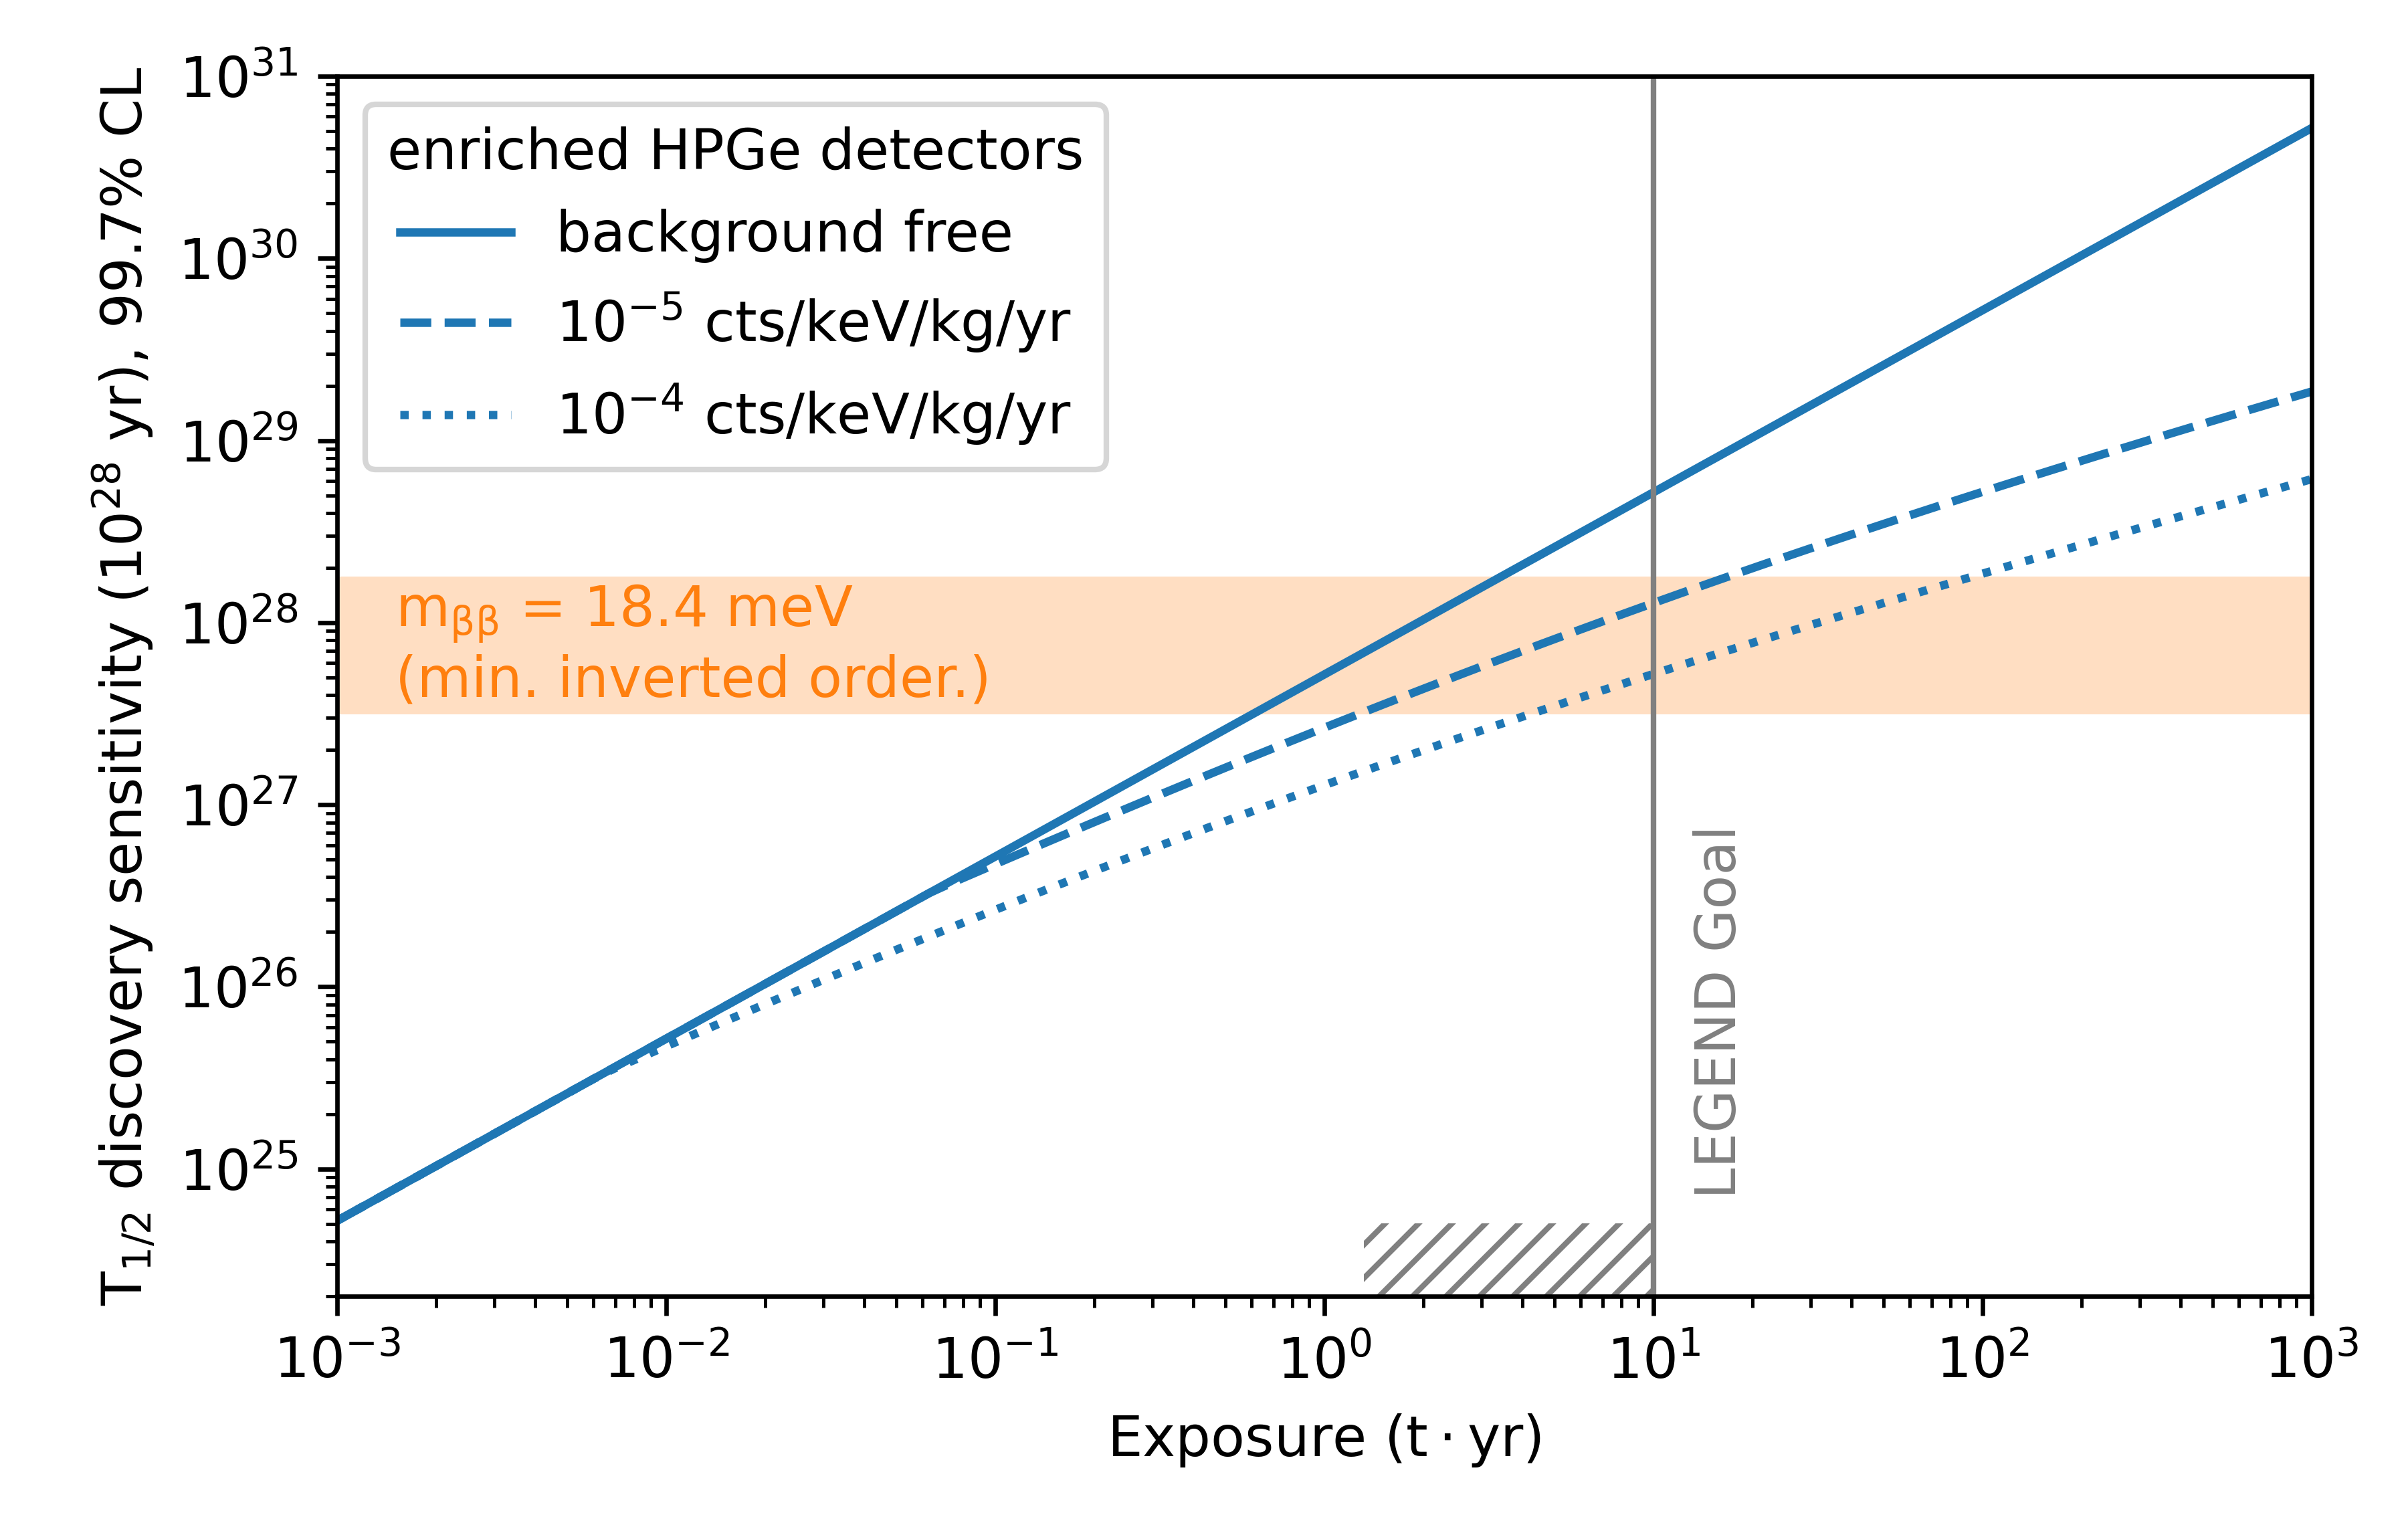 10³¹
10³⁰
10²⁹
10²⁸
10²⁷
10²⁶
10²⁵
T₁/₂ discovery sensitivity (10²⁸ yr), 99.7% CL
enriched HPGe detectors
background free
10⁻⁵ cts/keV/kg/yr
10⁻⁴ cts/keV/kg/yr
mββ = 18.4 meV
(min. inverted order.)
LEGEND Goal
10⁻³ 10⁻² 10⁻¹ 10⁰ 10¹ 10² 10³
Exposure (t · yr)